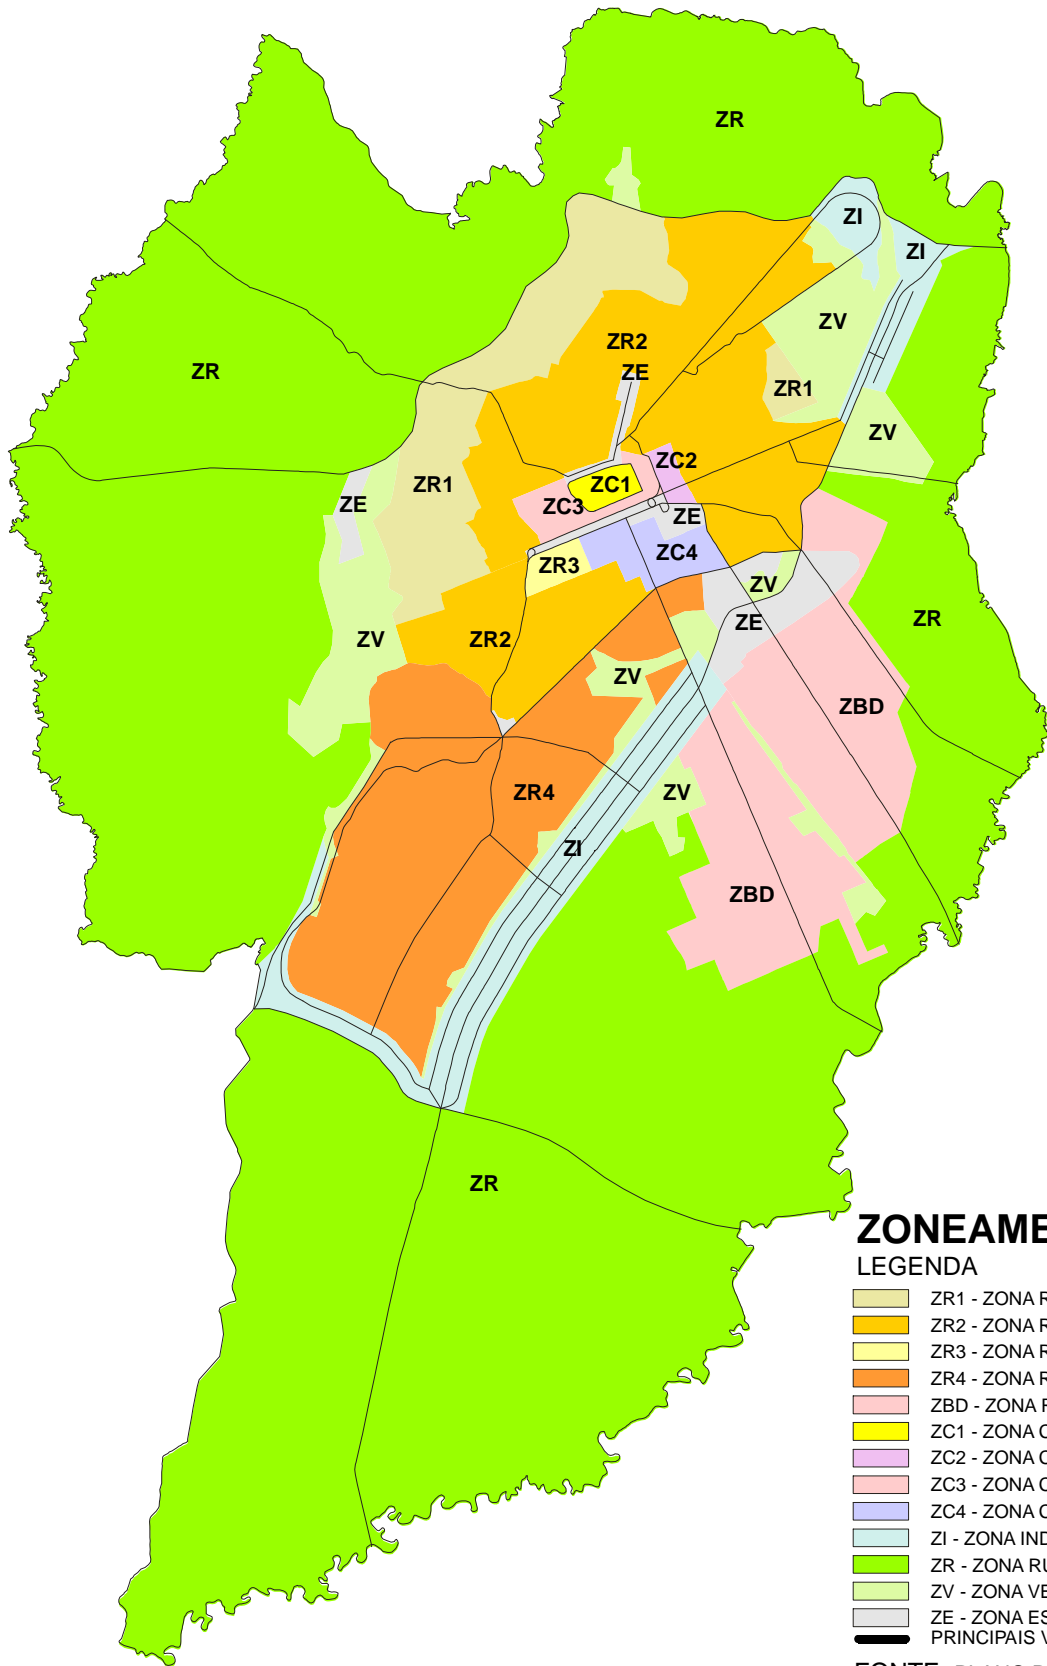 ZR
ZI
ZI
ZV
ZR2
ZE
ZR
ZR1
ZV
ZC2
ZR1
ZC1
ZE
ZC3
ZE
ZC4
ZR3
ZV
ZR
ZE
ZV
ZR2
ZV
ZBD
ZR4
ZV
ZI
ZBD
ZR
ZONEAME
LEGENDA
ZR1 - ZONA R
ZR2 - ZONA R
ZR3 - ZONA R
ZR4 - ZONA R
ZBD - ZONA
ZC1 - ZONA C
ZC2 - ZONA C
ZC3 - ZONA C
ZC4 - ZONA C
ZI - ZONA IND
ZR - ZONA RU
ZV - ZONA VE
ZE - ZONA ES
PRINCIPAIS V